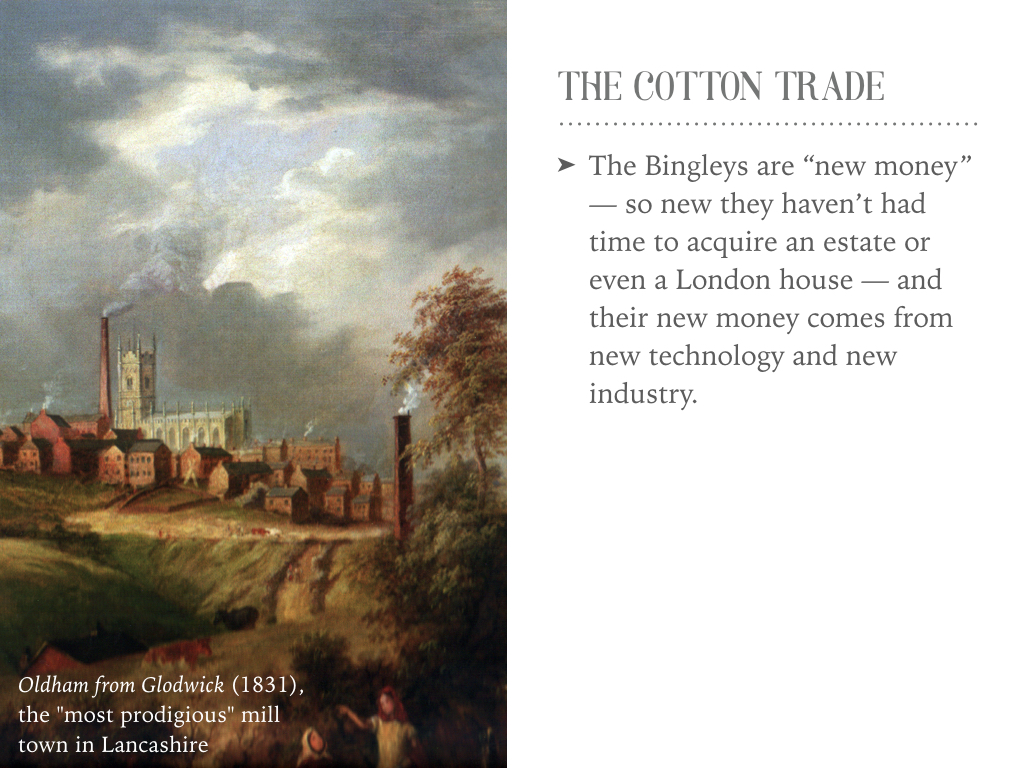 THE COTTON TRADE
➤ The Bingleys are “new money”
— so new they haven’t had
time to acquire an estate or
even a London house — and
their new money comes from
new technology and new
industry.
Oldham from Glodwick (1831),
the "most prodigious" mill
town in Lancashire